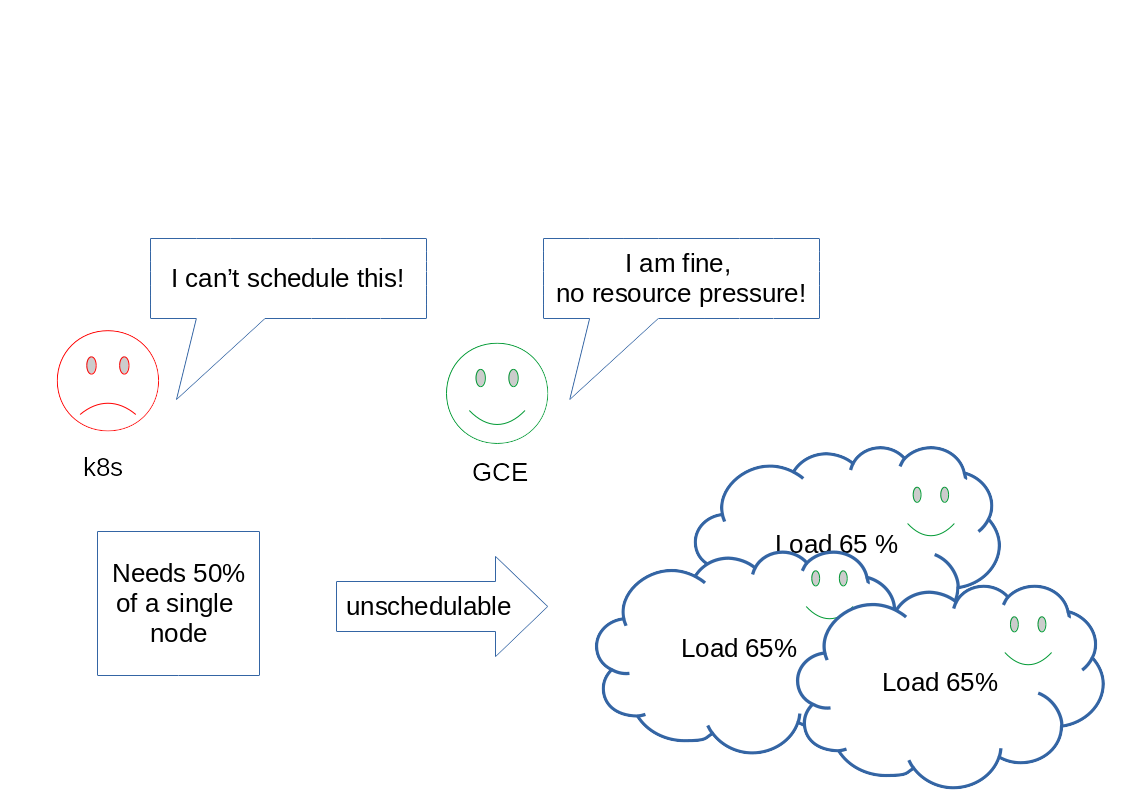 I can’t schedule this!
I am fine,
no resource pressure!
k8s
GCE
Needs 50%
of a single
node
unschedulable
Load 65 %
Load 65%
Load 65%